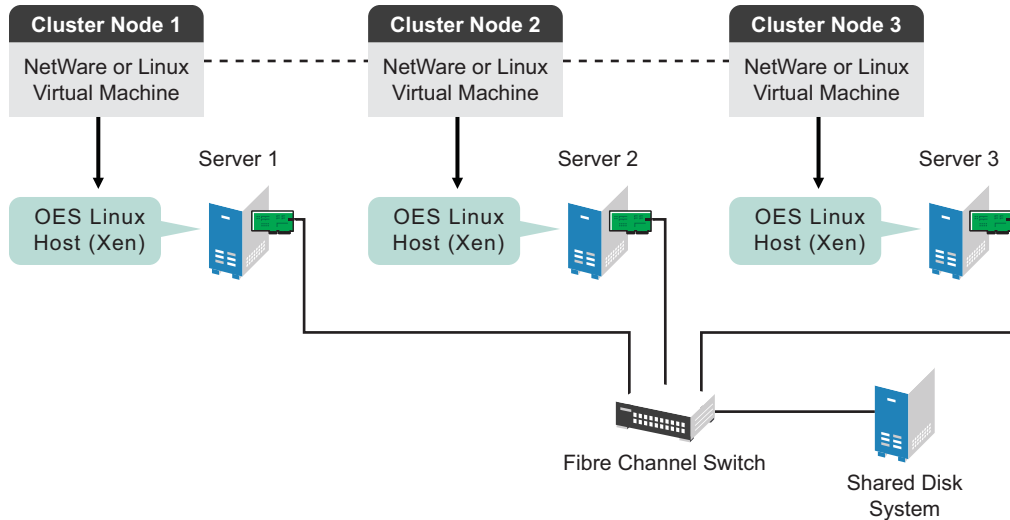 Cluster Node 1
NetWare or Linux
Virtual Machine
Cluster Node 2
NetWare or Linux
Virtual Machine
Cluster Node 3
NetWare or Linux
Virtual Machine
Server 1
Server 2
Server 3
OES Linux
Host (Xen)
OES Linux
Host (Xen)
OES Linux
Host (Xen)
Fibre Channel Switch
Shared Disk
System